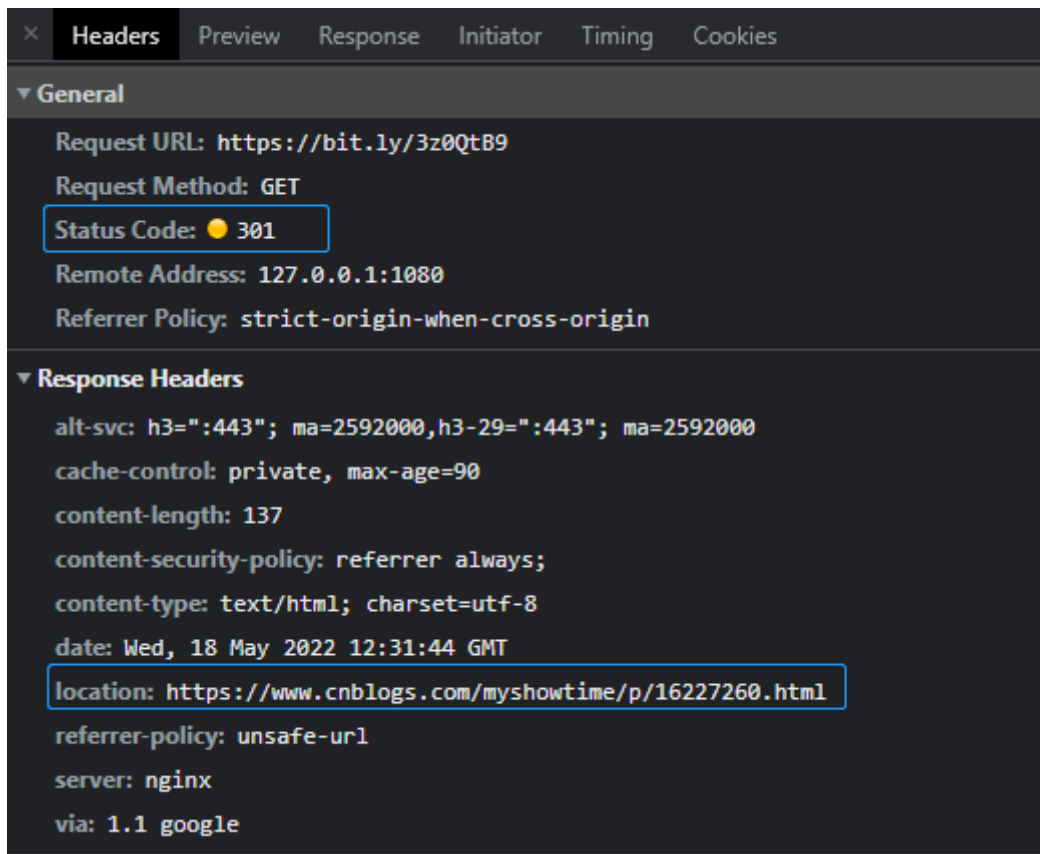 × Headers Preview Response Initiator Timing Cookies
▼ General
Request URL: https://bit.ly/3z0QtB9
Request Method: GET
Status Code: 301
Remote Address: 127.0.0.1:1080
Referrer Policy: strict-origin-when-cross-origin
▼ Response Headers
alt-svc: h3=":443"; ma=2592000,h3-29=":443"; ma=2592000
cache-control: private, max-age=90
content-length: 137
content-security-policy: referrer always;
content-type: text/html; charset=utf-8
date: Wed, 18 May 2022 12:31:44 GMT
location: https://www.cnblogs.com/myshowtime/p/16227260.html
referrer-policy: unsafe-url
server: nginx
via: 1.1 google